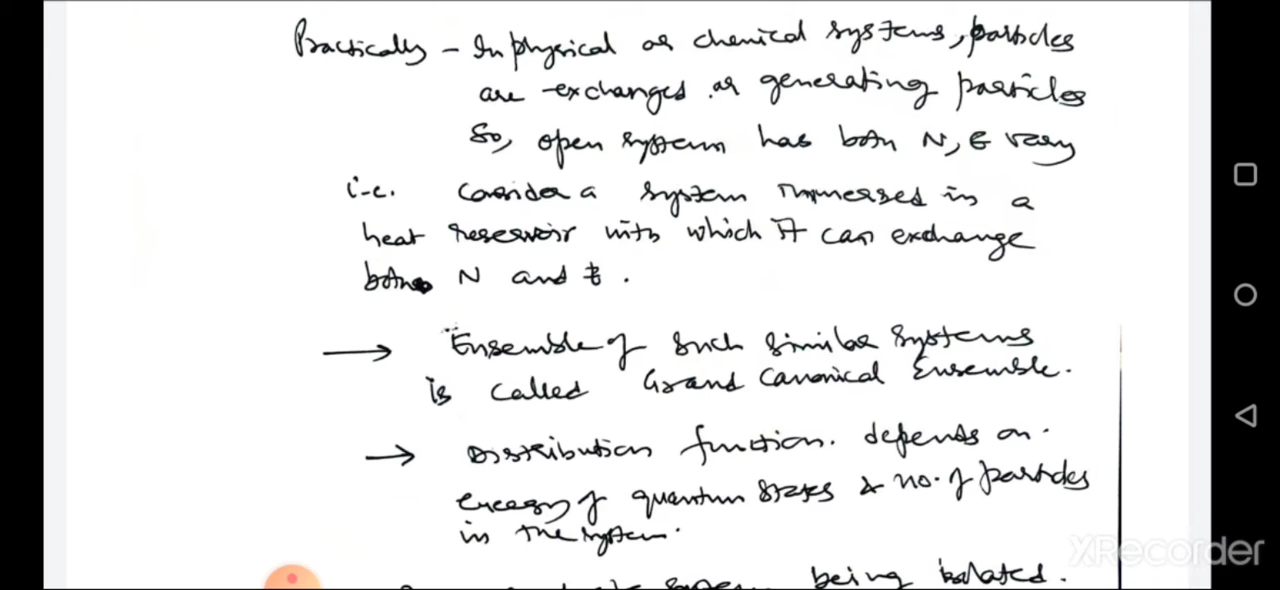 Practically - In physical or chemical systems, particles
are exchanged or generating particles
So, open system has both N, E vary
i.e. Consider a system immersed in a
heat reservoir with which it can exchange
both N and E.
→ Ensemble of such similar systems
is called Grand Canonical Ensemble.
→ Distribution function. depends on.
energy of quantum states & no. of particles
in the system.
being isolated.
XRecorder